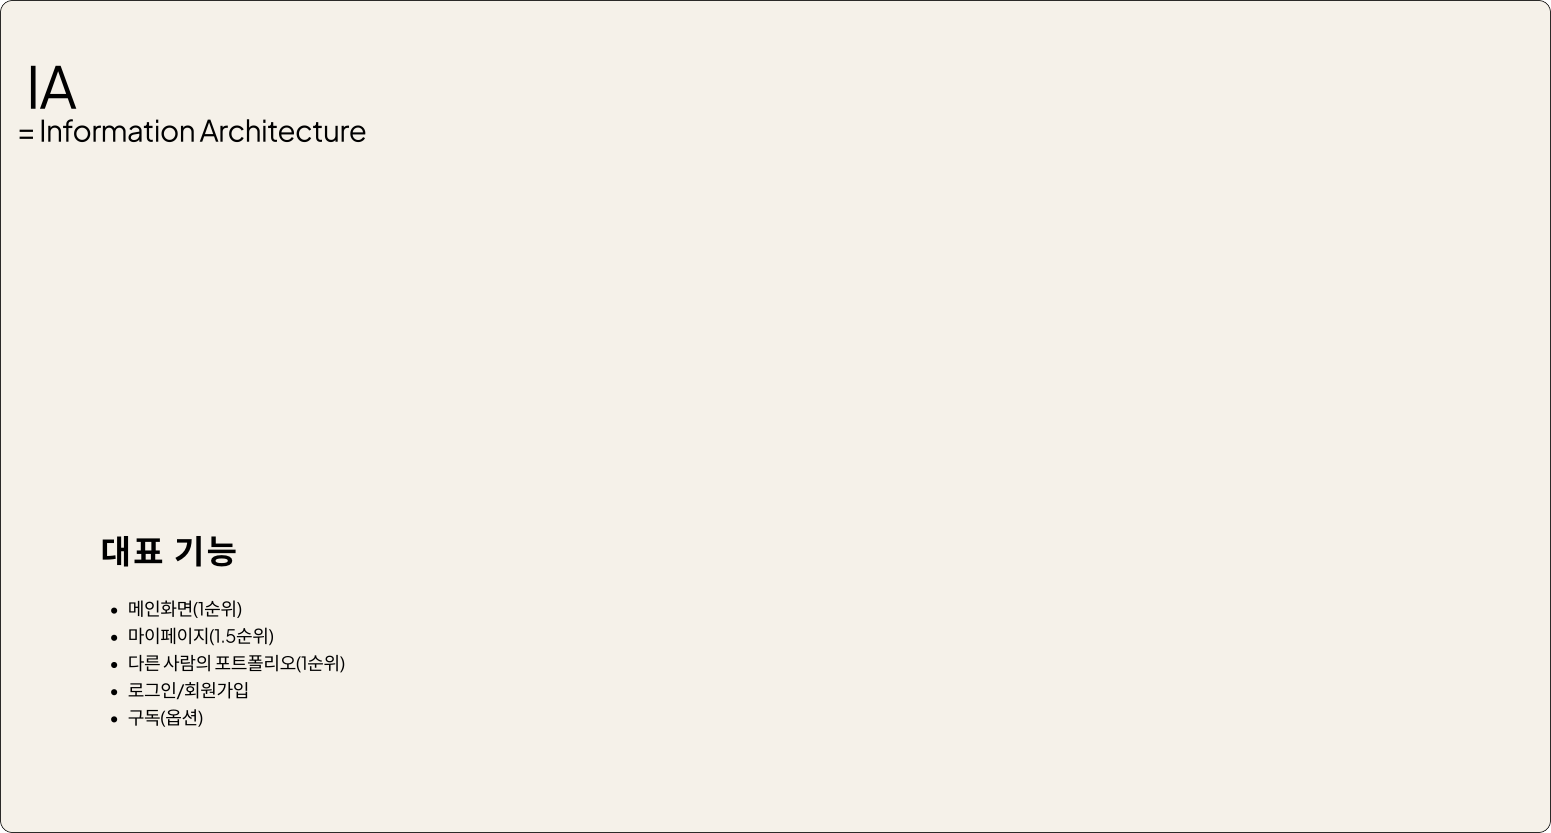 IA
= Information Architecture
대표 기능
• 메인화면(1순위)
• 마이페이지(1.5순위)
• 다른 사람의 포트폴리오(1순위)
• 로그인/회원가입
• 구독(옵션)